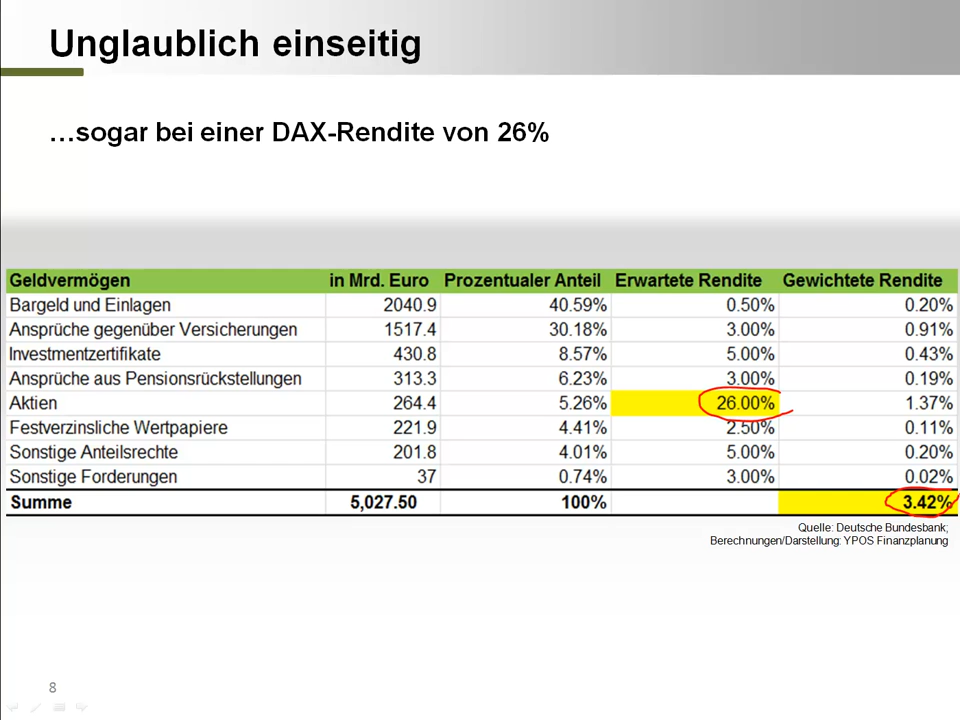 Unglaublich einseitig
…sogar bei einer DAX-Rendite von 26%
Geldvermögen in Mrd. Euro Prozentualer Anteil Erwartete Rendite Gewichtete Rendite
Bargeld und Einlagen 2040.9 40.59% 0.50% 0.20%
Ansprüche gegenüber Versicherungen 1517.4 30.18% 3.00% 0.91%
Investmentzertifikate 430.8 8.57% 5.00% 0.43%
Ansprüche aus Pensionsrückstellungen 313.3 6.23% 3.00% 0.19%
Aktien 264.4 5.26% 26.00% 1.37%
Festverzinsliche Wertpapiere 221.9 4.41% 2.50% 0.11%
Sonstige Anteilsrechte 201.8 4.01% 5.00% 0.20%
Sonstige Forderungen 37 0.74% 3.00% 0.02%
Summe 5,027.50 100% 3.42%
Quelle: Deutsche Bundesbank;
Berechnungen/Darstellung: YPOS Finanzplanung
8